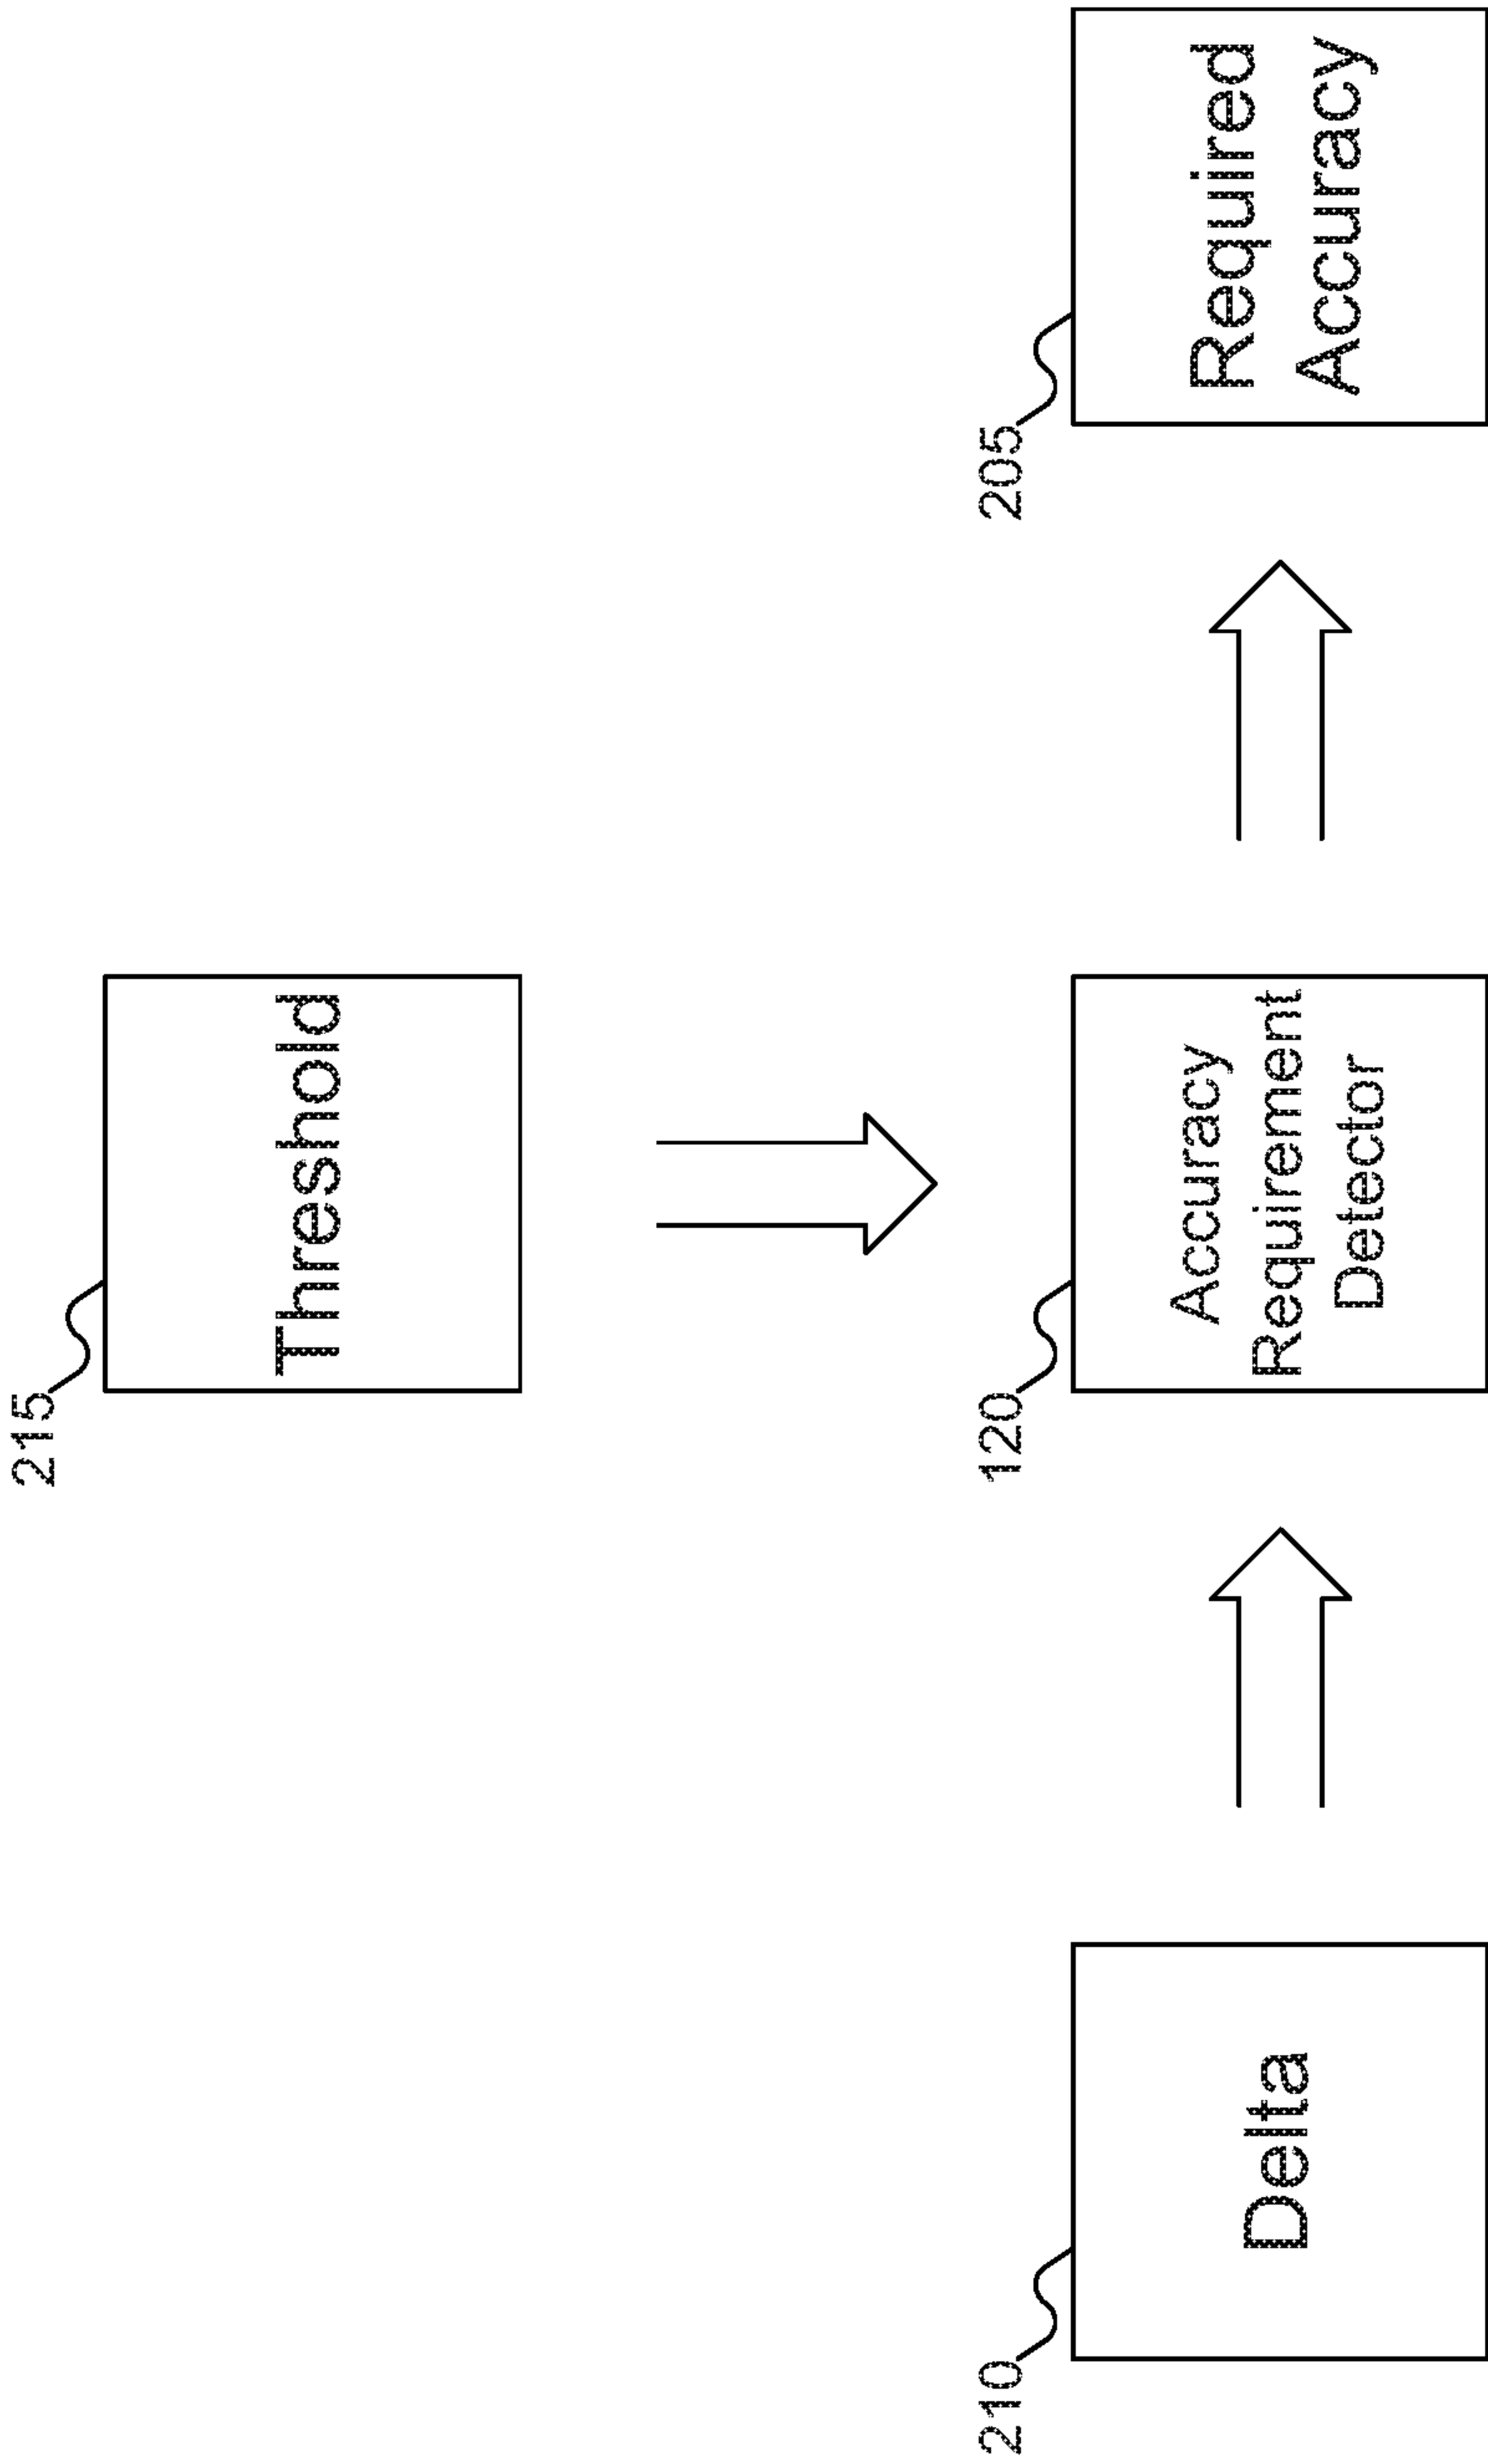 215
Threshold
210
Delta
120
Accuracy
Requirement
Detector
205
Required
Accuracy